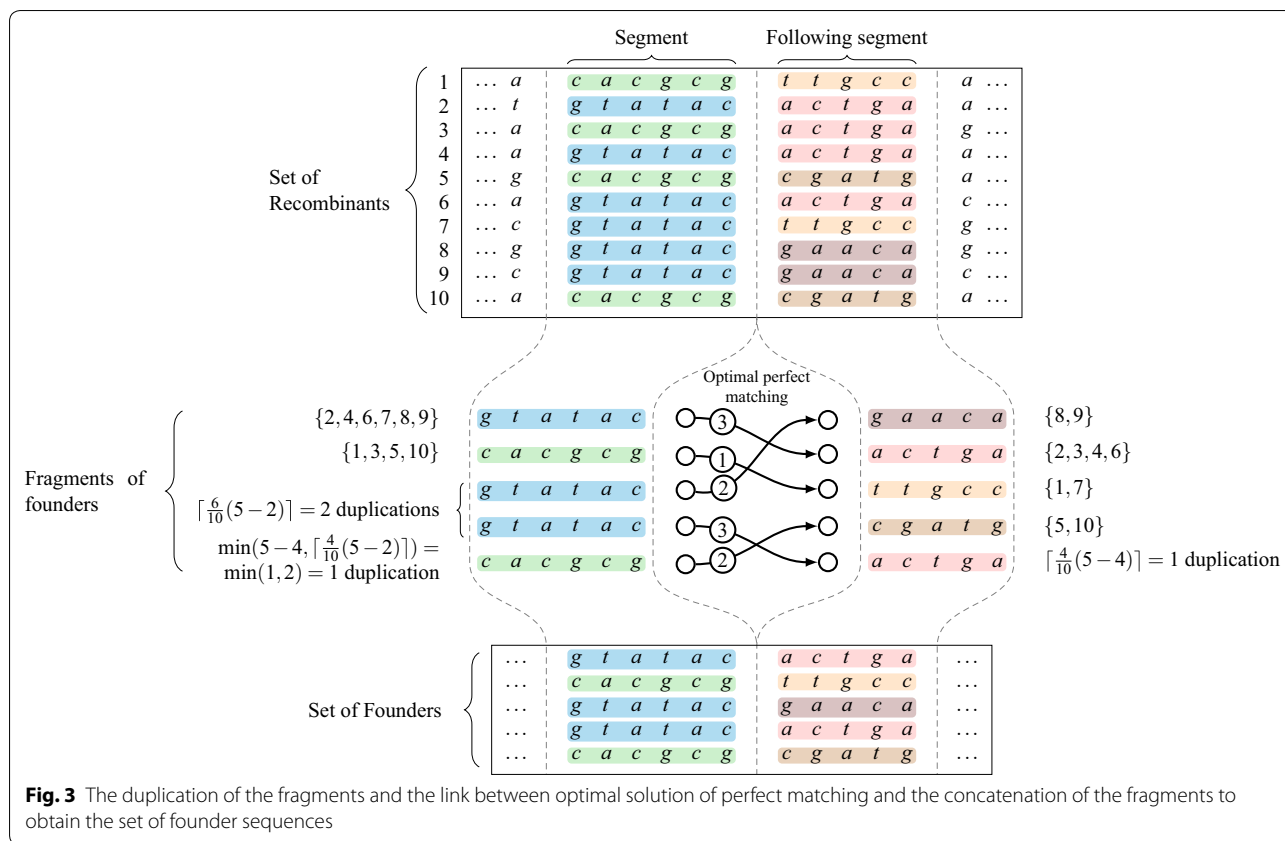 Segment Following segment
1 … a c a c g c g t t g c c a …
2 … t g t a t a c a c t g a a …
3 … a c a c g c g a c t g a g …
4 … a g t a t a c a c t g a a …
Set of Recombinants
5 … g c a c g c g c g a t g a …
6 … a g t a t a c a c t g a c …
7 … c g t a t a c t t g c c g …
8 … g g t a t a c g a a c a g …
9 … c g t a t a c g a a c a c …
10 … a c a c g c g c g a t g a …
Optimal perfect
matching
{2,4,6,7,8,9} g t a t a c 3 g a a c a {8,9}
{1,3,5,10} c a c g c g 1 a c t g a {2,3,4,6}
Fragments of
founders
g t a t a c 2 t t g c c {1,7}
⌈6/10(5−2)⌉ = 2 duplications
g t a t a c 3 c g a t g {5,10}
min(5−4,⌈4/10(5−2)⌉) =
min(1,2) = 1 duplication
c a c g c g 2 a c t g a ⌈4/10(5−4)⌉ = 1 duplication
… g t a t a c a c t g a …
… c a c g c g t t g c c …
Set of Founders … g t a t a c g a a c a …
… g t a t a c a c t g a …
… c a c g c g c g a t g …
Fig. 3 The duplication of the fragments and the link between optimal solution of perfect matching and the concatenation of the fragments to
obtain the set of founder sequences